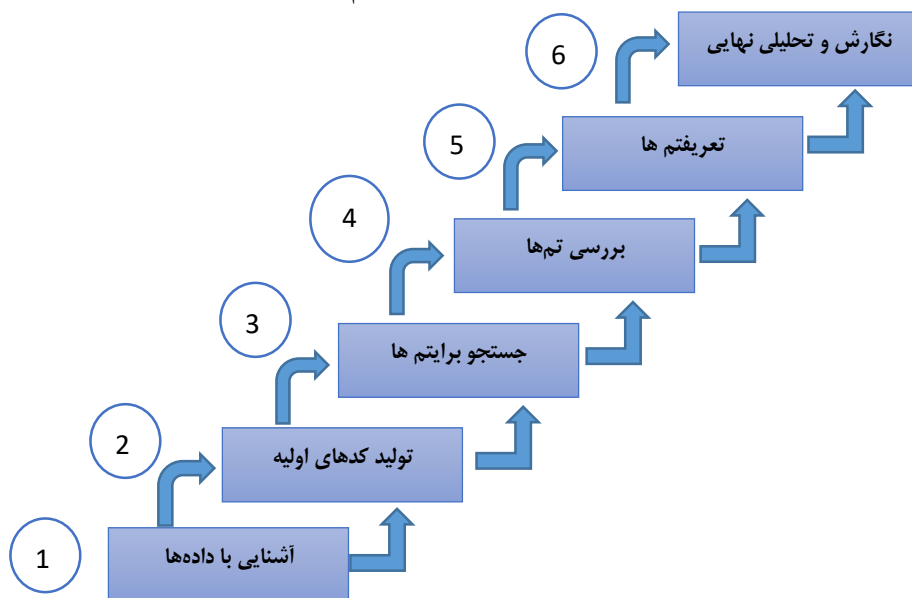 6
نگارش و تحلیلی نهایی
5
تعریفتم ها
4
بررسی تم‌ها
3
جستجو برایتم ها
2
تولید کدهای اولیه
1
آشنایی با داده‌ها